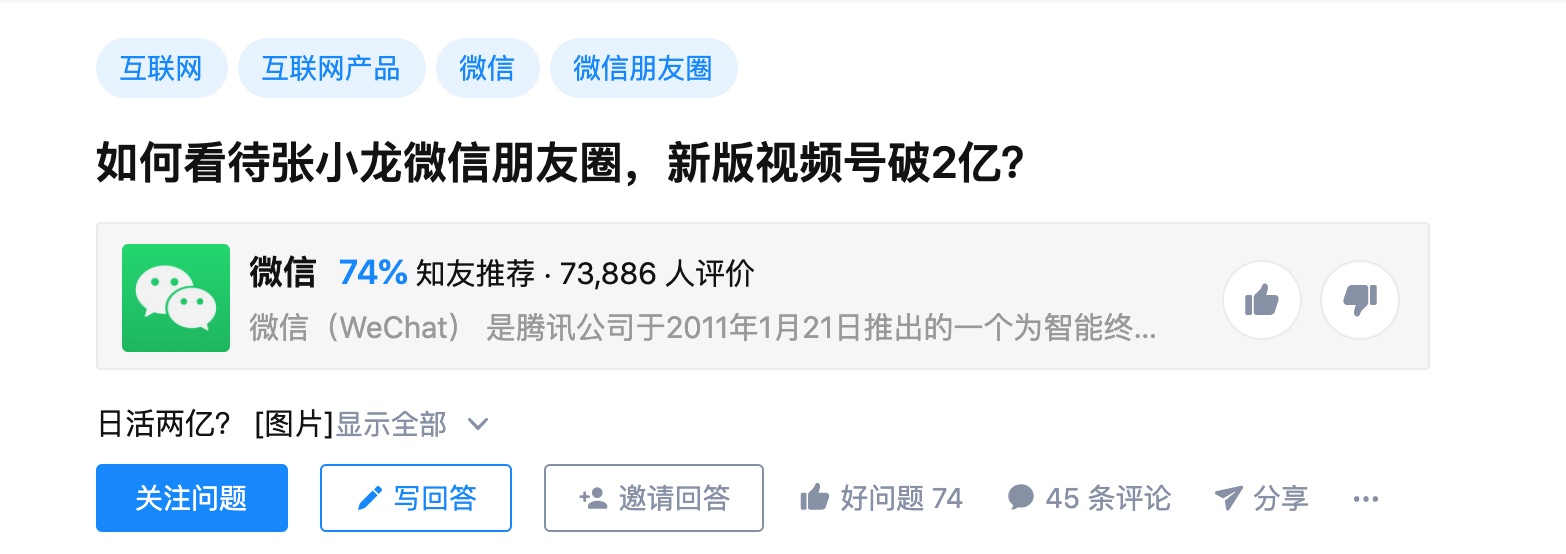 互联网 互联网产品 微信 微信朋友圈
如何看待张小龙微信朋友圈，新版视频号破2亿？
微信 74% 知友推荐 · 73,886 人评价
微信（WeChat） 是腾讯公司于2011年1月21日推出的一个为智能终...
日活两亿？ [图片]显示全部
关注问题 写回答 邀请回答 好问题 74 45 条评论 分享 ...